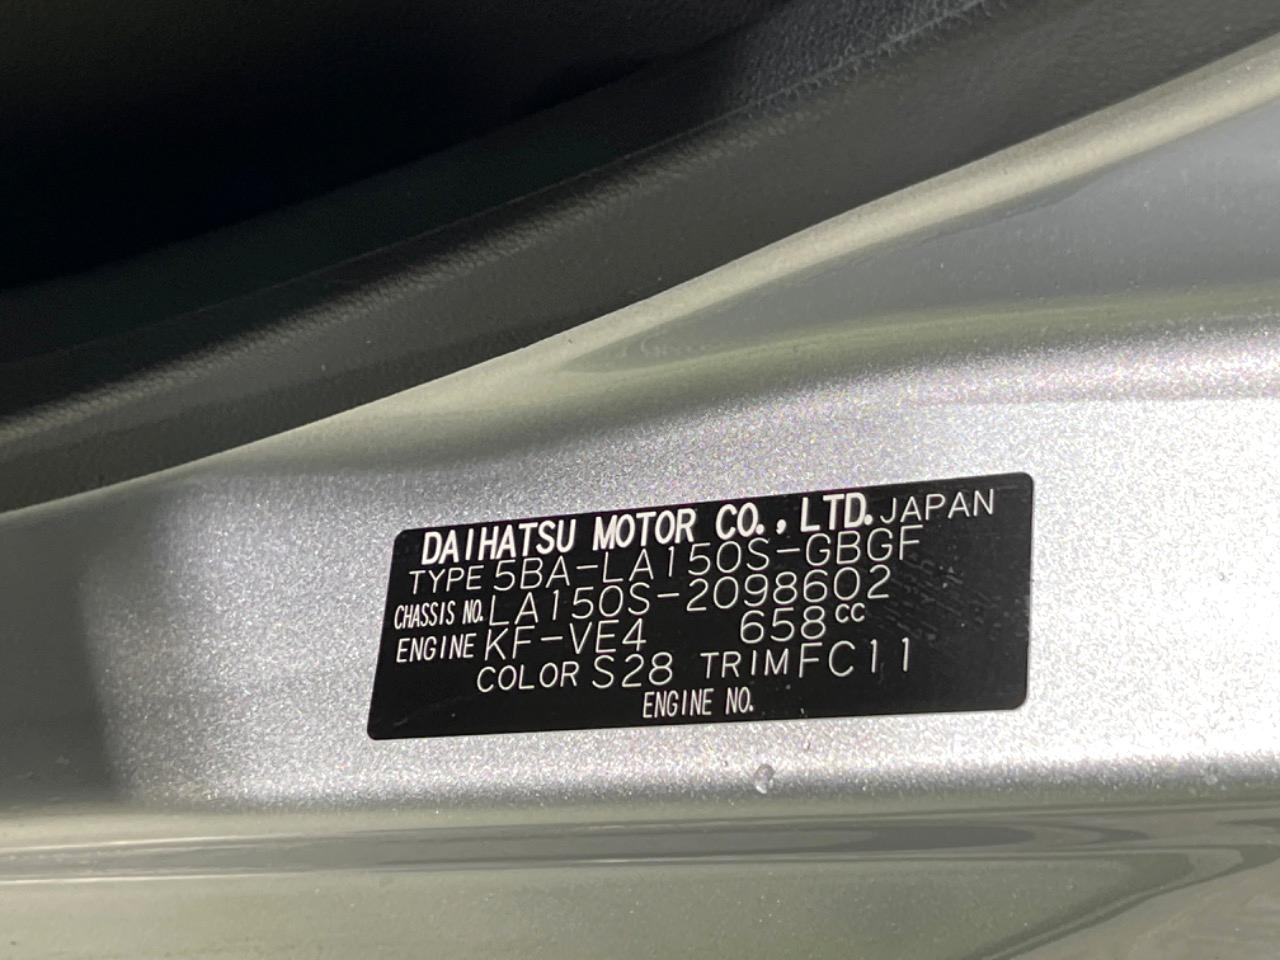 DAIHATSU MOTOR CO., LTD. JAPAN
TYPE 5BA-LA150S-GBGF
CHASSIS NO. LA150S-2098602
ENGINE KF-VE4 658CC
COLOR S28 TRIM FC11
ENGINE NO.